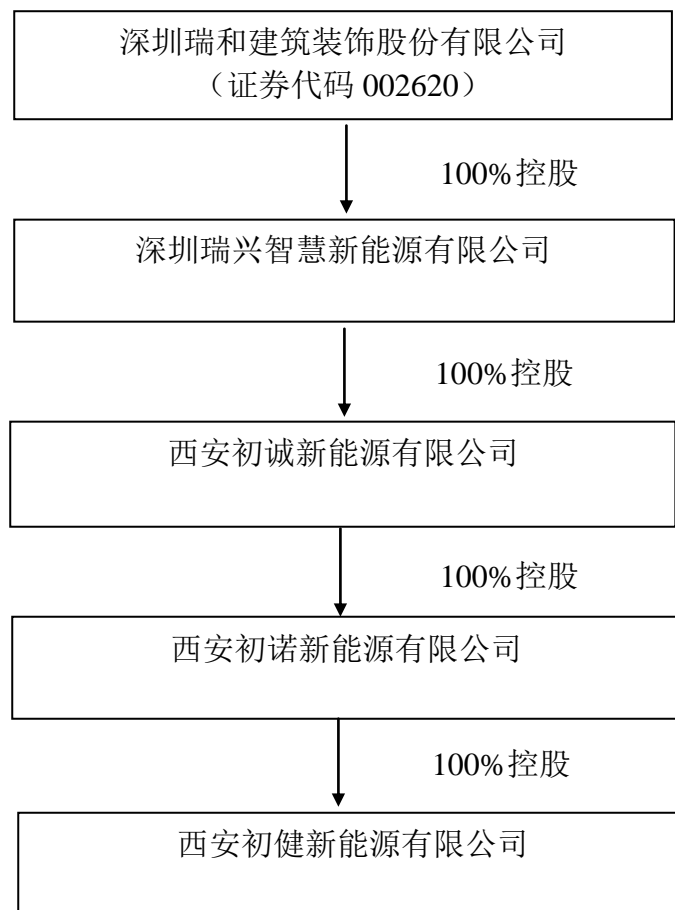 深圳瑞和建筑装饰股份有限公司
（证券代码 002620）
100%控股
深圳瑞兴智慧新能源有限公司
100%控股
西安初诚新能源有限公司
100%控股
西安初诺新能源有限公司
100%控股
西安初健新能源有限公司